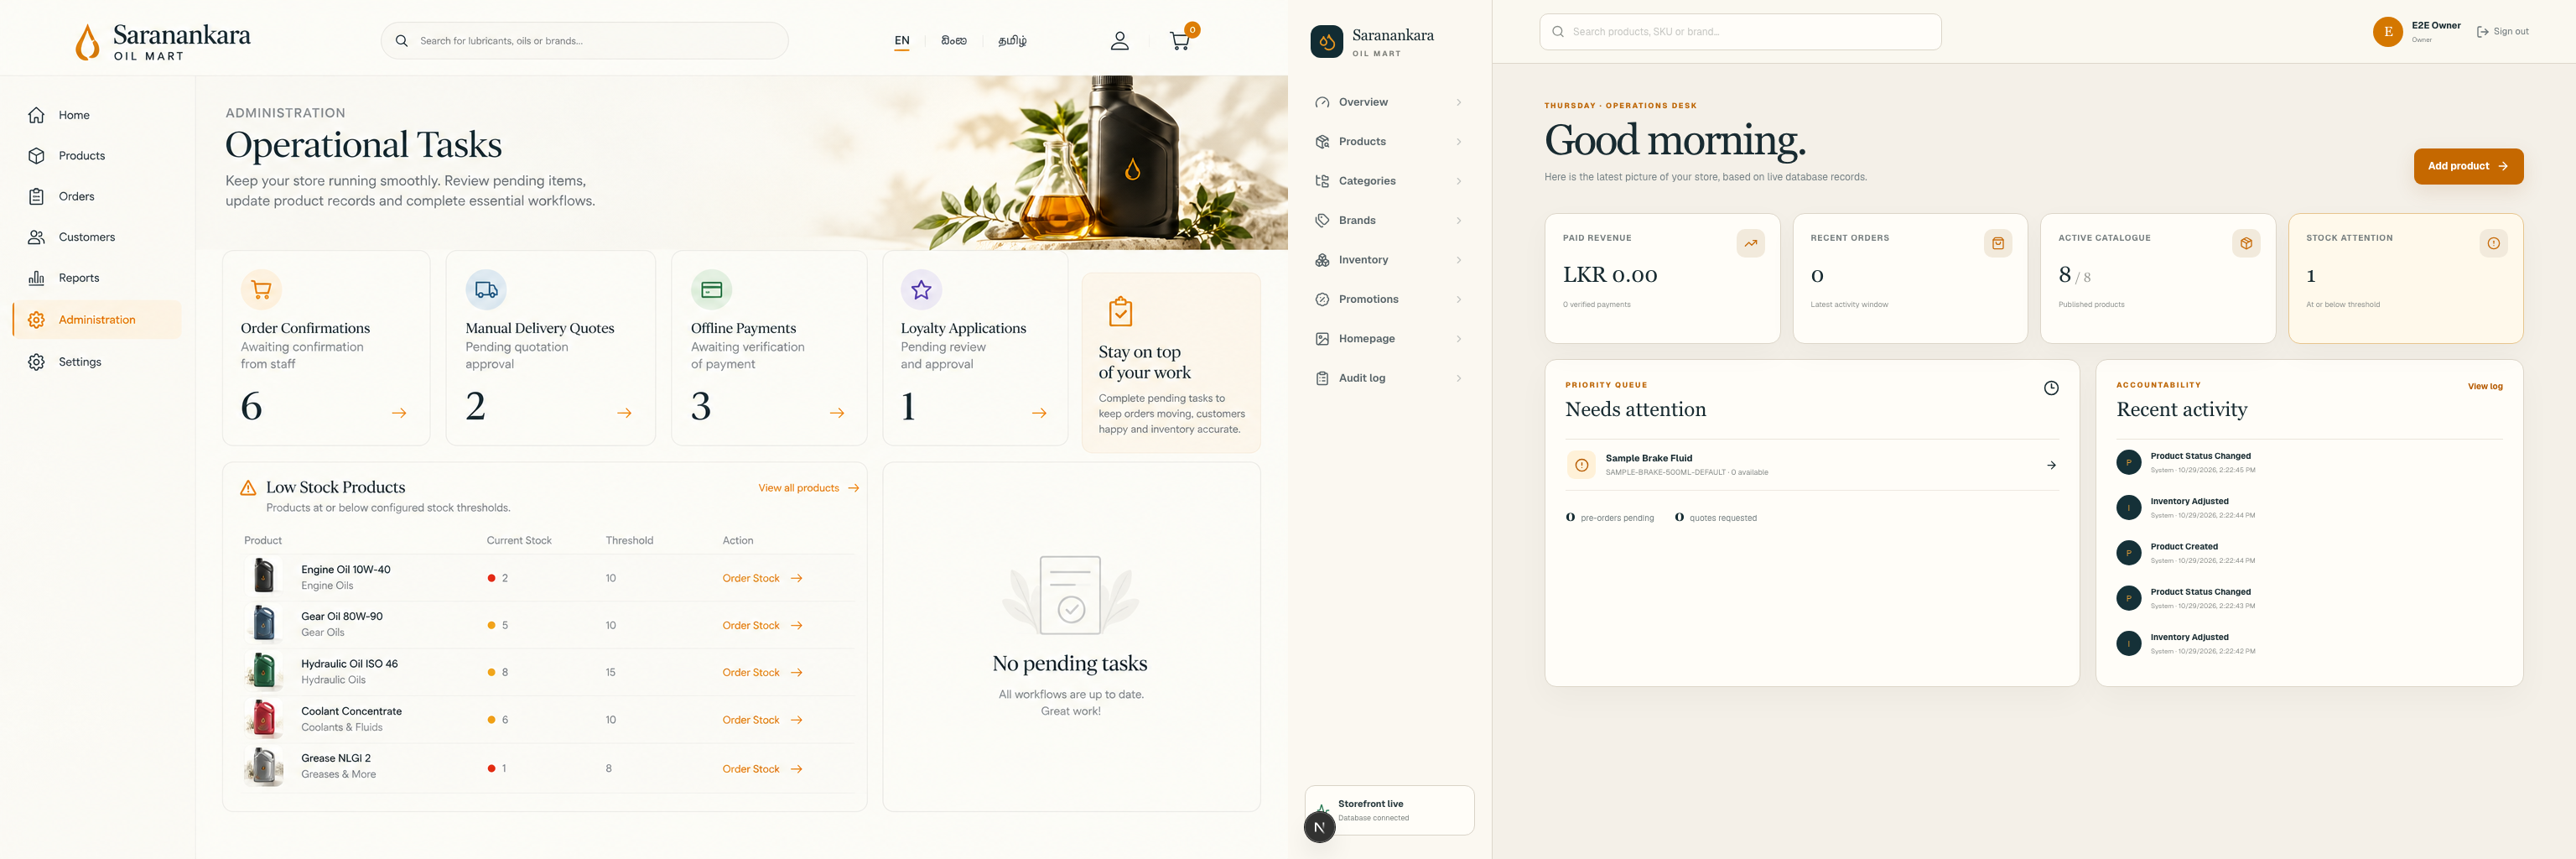 Saranankara
OIL MART
Search for lubricants, oils or brands...
EN
සිංහල
தமிழ்
0
Home
Products
Orders
Customers
Reports
Administration
Settings
ADMINISTRATION
Operational Tasks
Keep your store running smoothly. Review pending items,
update product records and complete essential workflows.
Order Confirmations
Awaiting confirmation
from staff
6
Manual Delivery Quotes
Pending quotation
approval
2
Offline Payments
Awaiting verification
of payment
3
Loyalty Applications
Pending review
and approval
1
Stay on top
of your work
Complete pending tasks to
keep orders moving, customers
happy and inventory accurate.
Low Stock Products
Products at or below configured stock thresholds.
View all products
Product Current Stock Threshold Action
Engine Oil 10W-40
Engine Oils
2 10 Order Stock
Gear Oil 80W-90
Gear Oils
5 10 Order Stock
Hydraulic Oil ISO 46
Hydraulic Oils
8 15 Order Stock
Coolant Concentrate
Coolants & Fluids
6 10 Order Stock
Grease NLGI 2
Greases & More
1 8 Order Stock
No pending tasks
All workflows are up to date.
Great work!
Saranankara
OIL MART
Overview
Products
Categories
Brands
Inventory
Promotions
Homepage
Audit log
Storefront live
Database connected
N
Search products, SKU or brand...
E
E2E Owner
Owner
Sign out
THURSDAY · OPERATIONS DESK
Good morning.
Here is the latest picture of your store, based on live database records.
Add product
PAID REVENUE
LKR 0.00
0 verified payments
RECENT ORDERS
0
Latest activity window
ACTIVE CATALOGUE
8 / 8
Published products
STOCK ATTENTION
1
At or below threshold
PRIORITY QUEUE
Needs attention
Sample Brake Fluid
SAMPLE-BRAKE-500ML-DEFAULT · 0 available
0 pre-orders pending
0 quotes requested
ACCOUNTABILITY
Recent activity
View log
P
Product Status Changed
System · 10/29/2026, 2:22:45 PM
I
Inventory Adjusted
System · 10/29/2026, 2:22:44 PM
P
Product Created
System · 10/29/2026, 2:22:44 PM
P
Product Status Changed
System · 10/29/2026, 2:22:43 PM
I
Inventory Adjusted
System · 10/29/2026, 2:22:42 PM